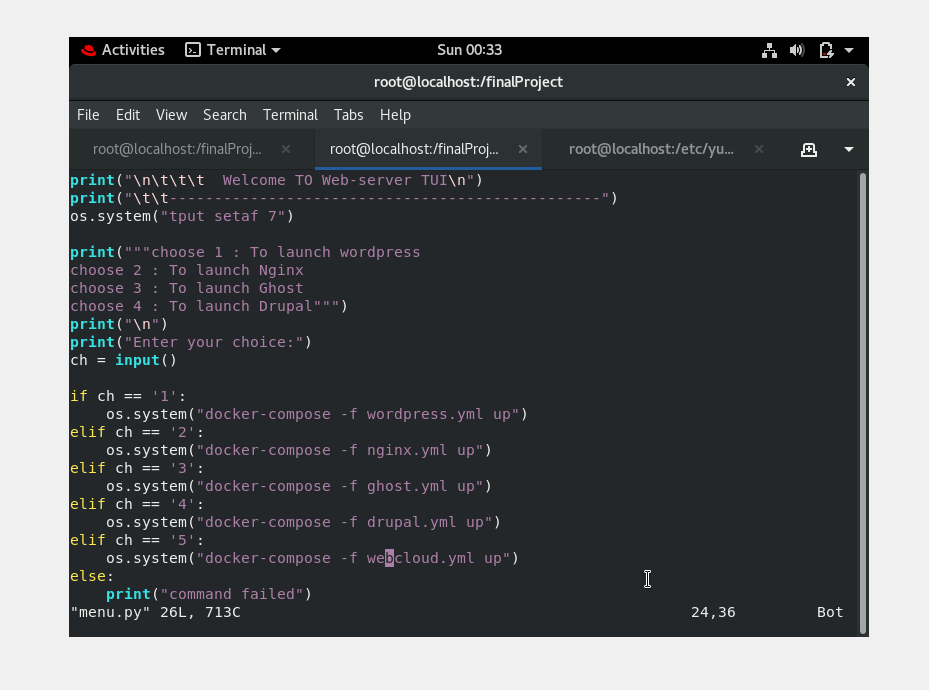 Activities Terminal Sun 00:33
root@localhost:/finalProject ×
File Edit View Search Terminal Tabs Help
root@localhost:/finalProj... × root@localhost:/finalProj... × root@localhost:/etc/yu... ×
print("\n\t\t\t  Welcome TO Web-server TUI\n")
print("\t\t------------------------------------------------")
os.system("tput setaf 7")
print("""choose 1 : To launch wordpress
choose 2 : To launch Nginx
choose 3 : To launch Ghost
choose 4 : To launch Drupal""")
print("\n")
print("Enter your choice:")
ch = input()
if ch == '1':
    os.system("docker-compose -f wordpress.yml up")
elif ch == '2':
    os.system("docker-compose -f nginx.yml up")
elif ch == '3':
    os.system("docker-compose -f ghost.yml up")
elif ch == '4':
    os.system("docker-compose -f drupal.yml up")
elif ch == '5':
    os.system("docker-compose -f webcloud.yml up")
else:
    print("command failed")
"menu.py" 26L, 713C 24,36 Bot